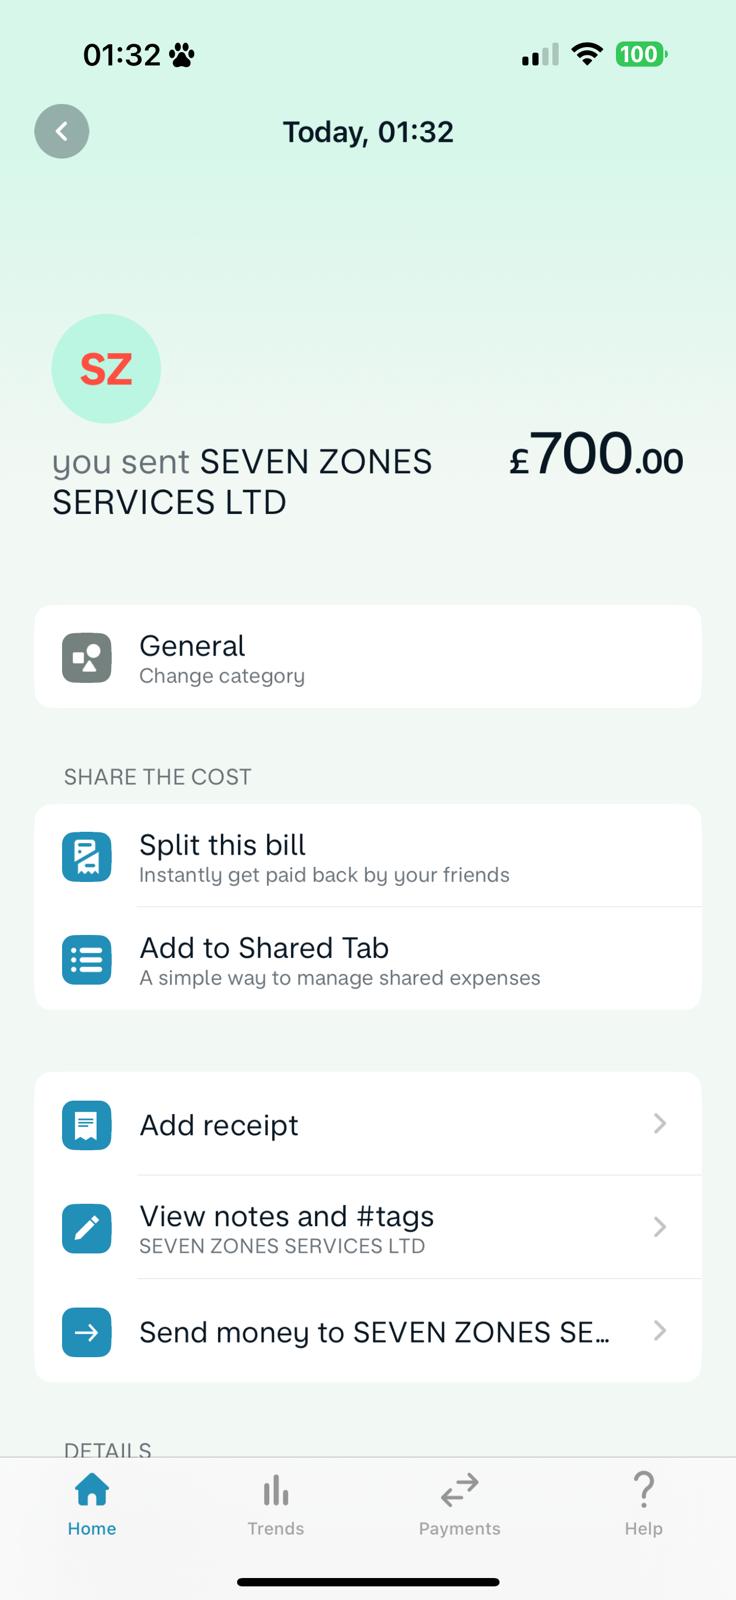 01:32
100
Today, 01:32
SZ
you sent SEVEN ZONES
SERVICES LTD
£700.00
General
Change category
SHARE THE COST
Split this bill
Instantly get paid back by your friends
Add to Shared Tab
A simple way to manage shared expenses
Add receipt
View notes and #tags
SEVEN ZONES SERVICES LTD
Send money to SEVEN ZONES SE...
DETAILS
Home
Trends
Payments
Help